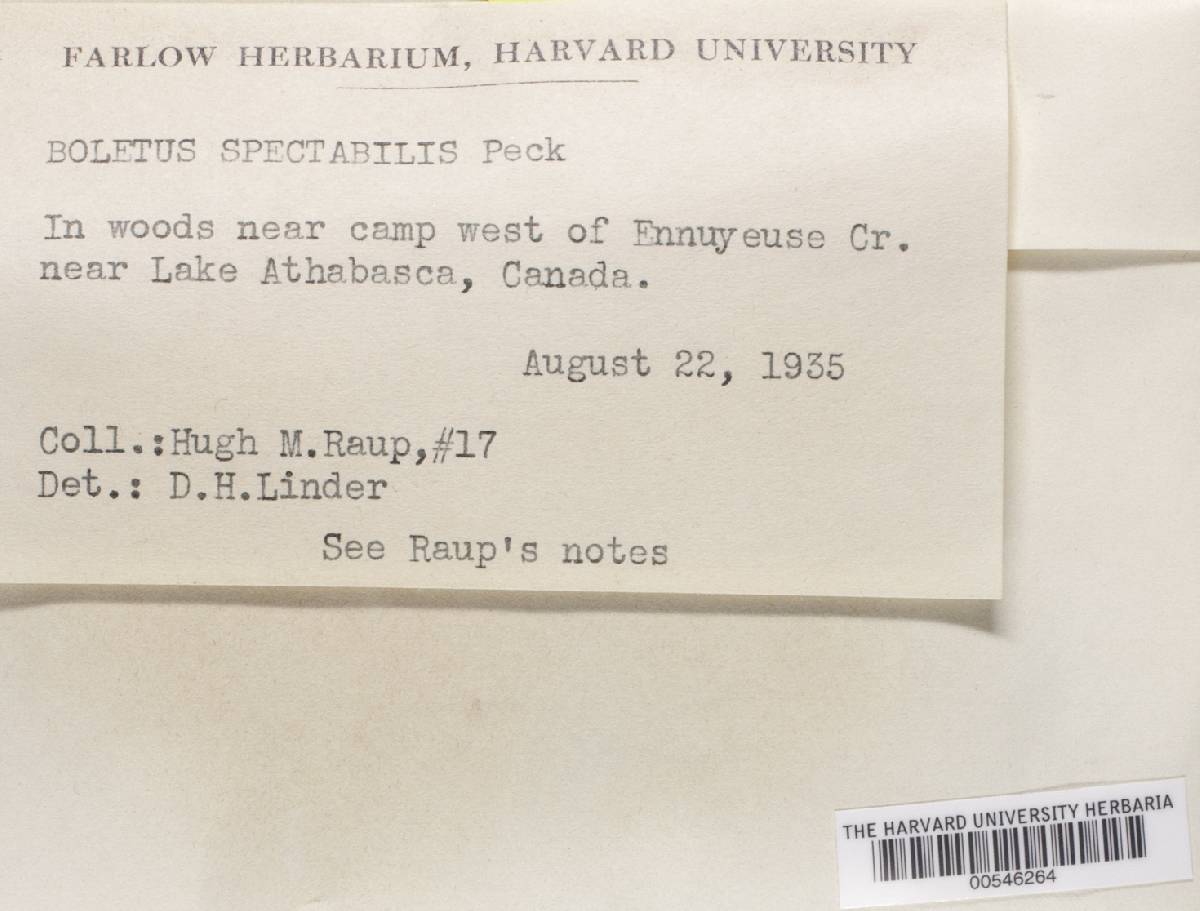 FARLOW HERBARIUM, HARVARD UNIVERSITY
BOLETUS SPECTABILIS Peck
In woods near camp west of Ennuyeuse Cr.
near Lake Athabasca, Canada.
August 22, 1935
Coll.:Hugh M.Raup,#17
Det.: D.H.Linder
See Raup's notes
THE HARVARD UNIVERSITY HERBARIA
00546264